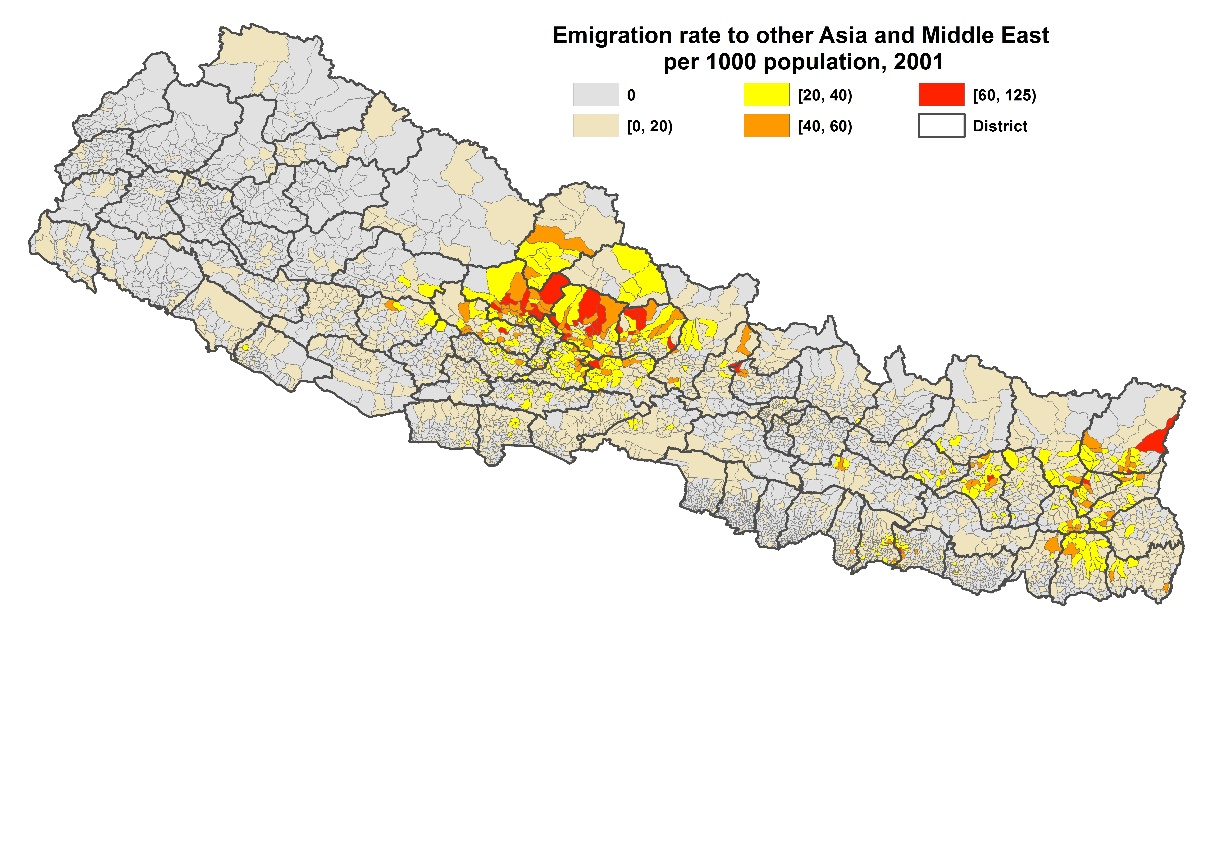 Emigration rate to other Asia and Middle East
per 1000 population, 2001
0 [20, 40) [60, 125)
[0, 20) [40, 60) District